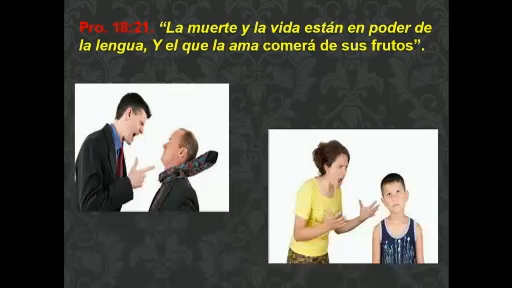 Pro. 18:21. “La muerte y la vida están en poder de
la lengua, Y el que la ama comerá de sus frutos”.